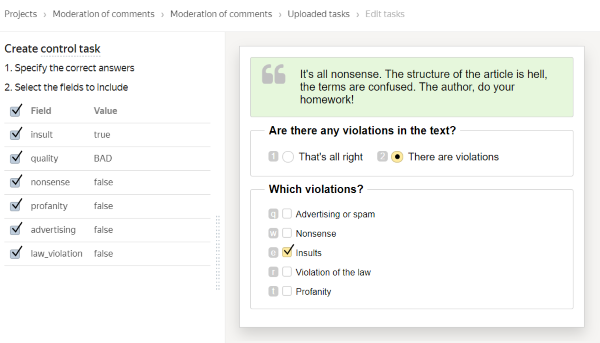 Projects › Moderation of comments › Moderation of comments › Uploaded tasks › Edit tasks
Create control task
1. Specify the correct answers
2. Select the fields to include
Field Value
insult true
quality BAD
nonsense false
profanity false
advertising false
law_violation false
It's all nonsense. The structure of the article is hell,
the terms are confused. The author, do your
homework!
Are there any violations in the text?
1 That's all right 2 There are violations
Which violations?
q Advertising or spam
w Nonsense
e Insults
r Violation of the law
t Profanity